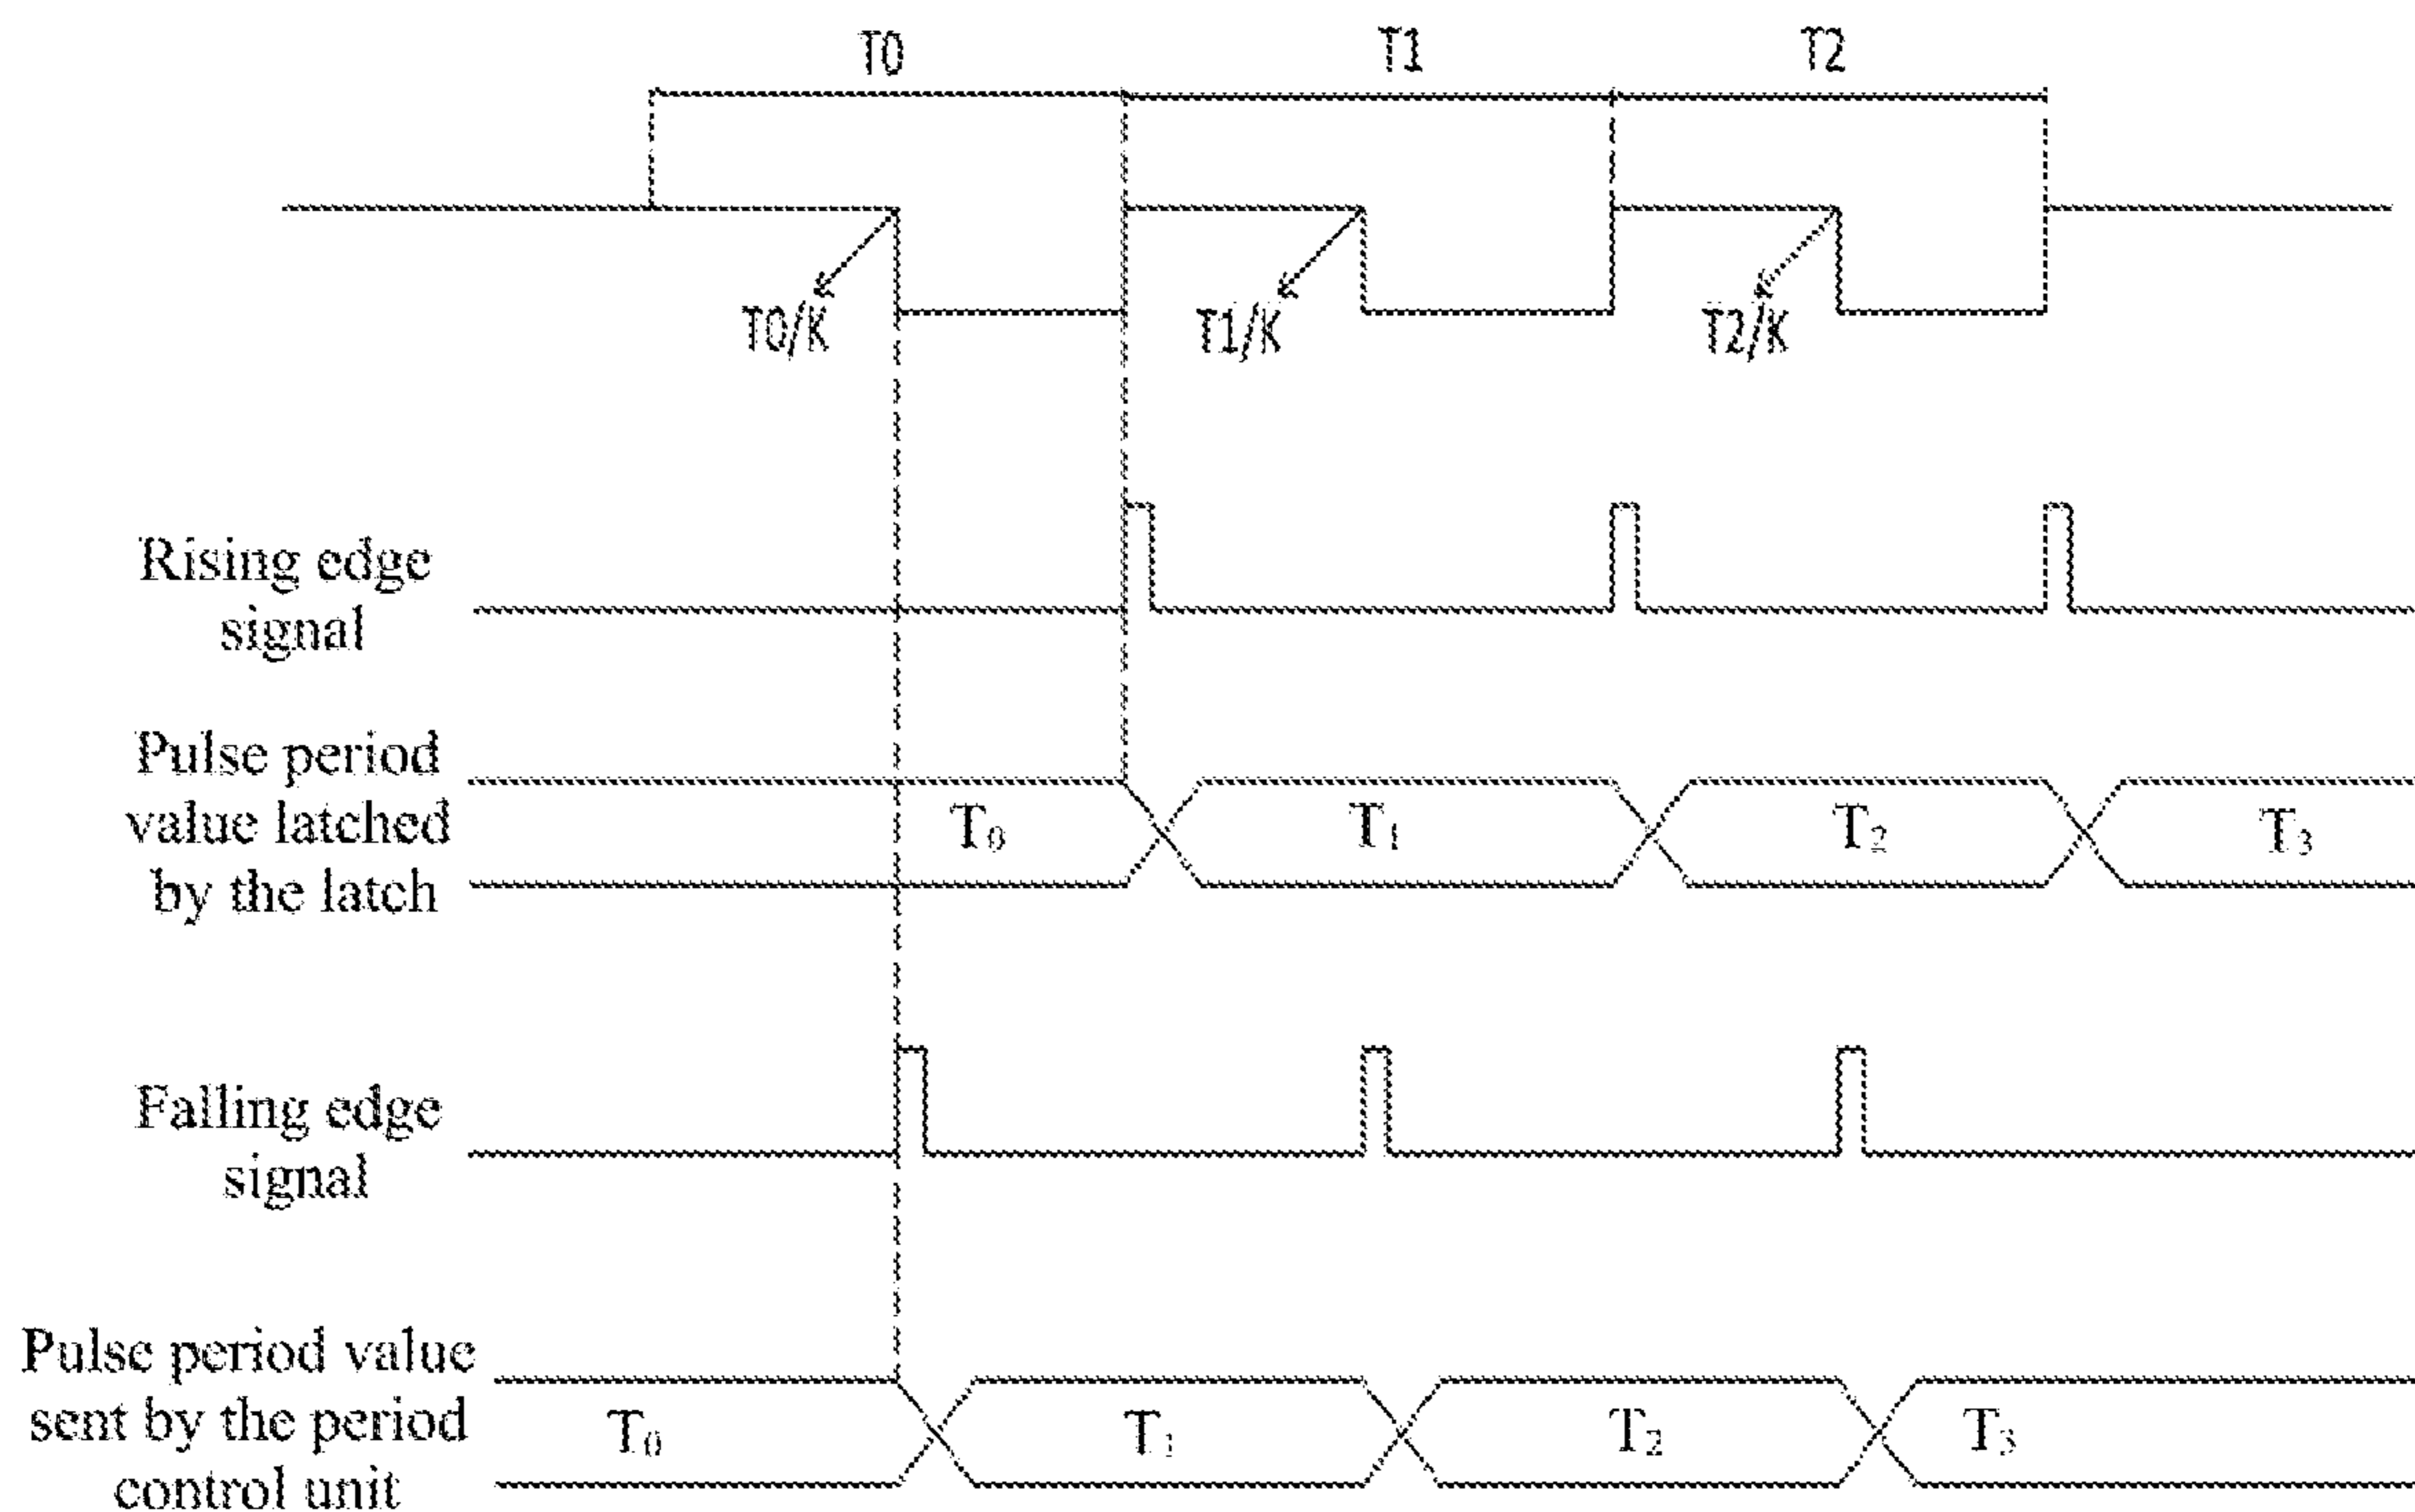 T0 T1 T2
T0/K T1/K T2/K
Rising edge
signal
Pulse period
value latched
by the latch
T₀ T₁ T₂ T₃
Falling edge
signal
Pulse period value
sent by the period
control unit
T₀ T₁ T₂ T₃